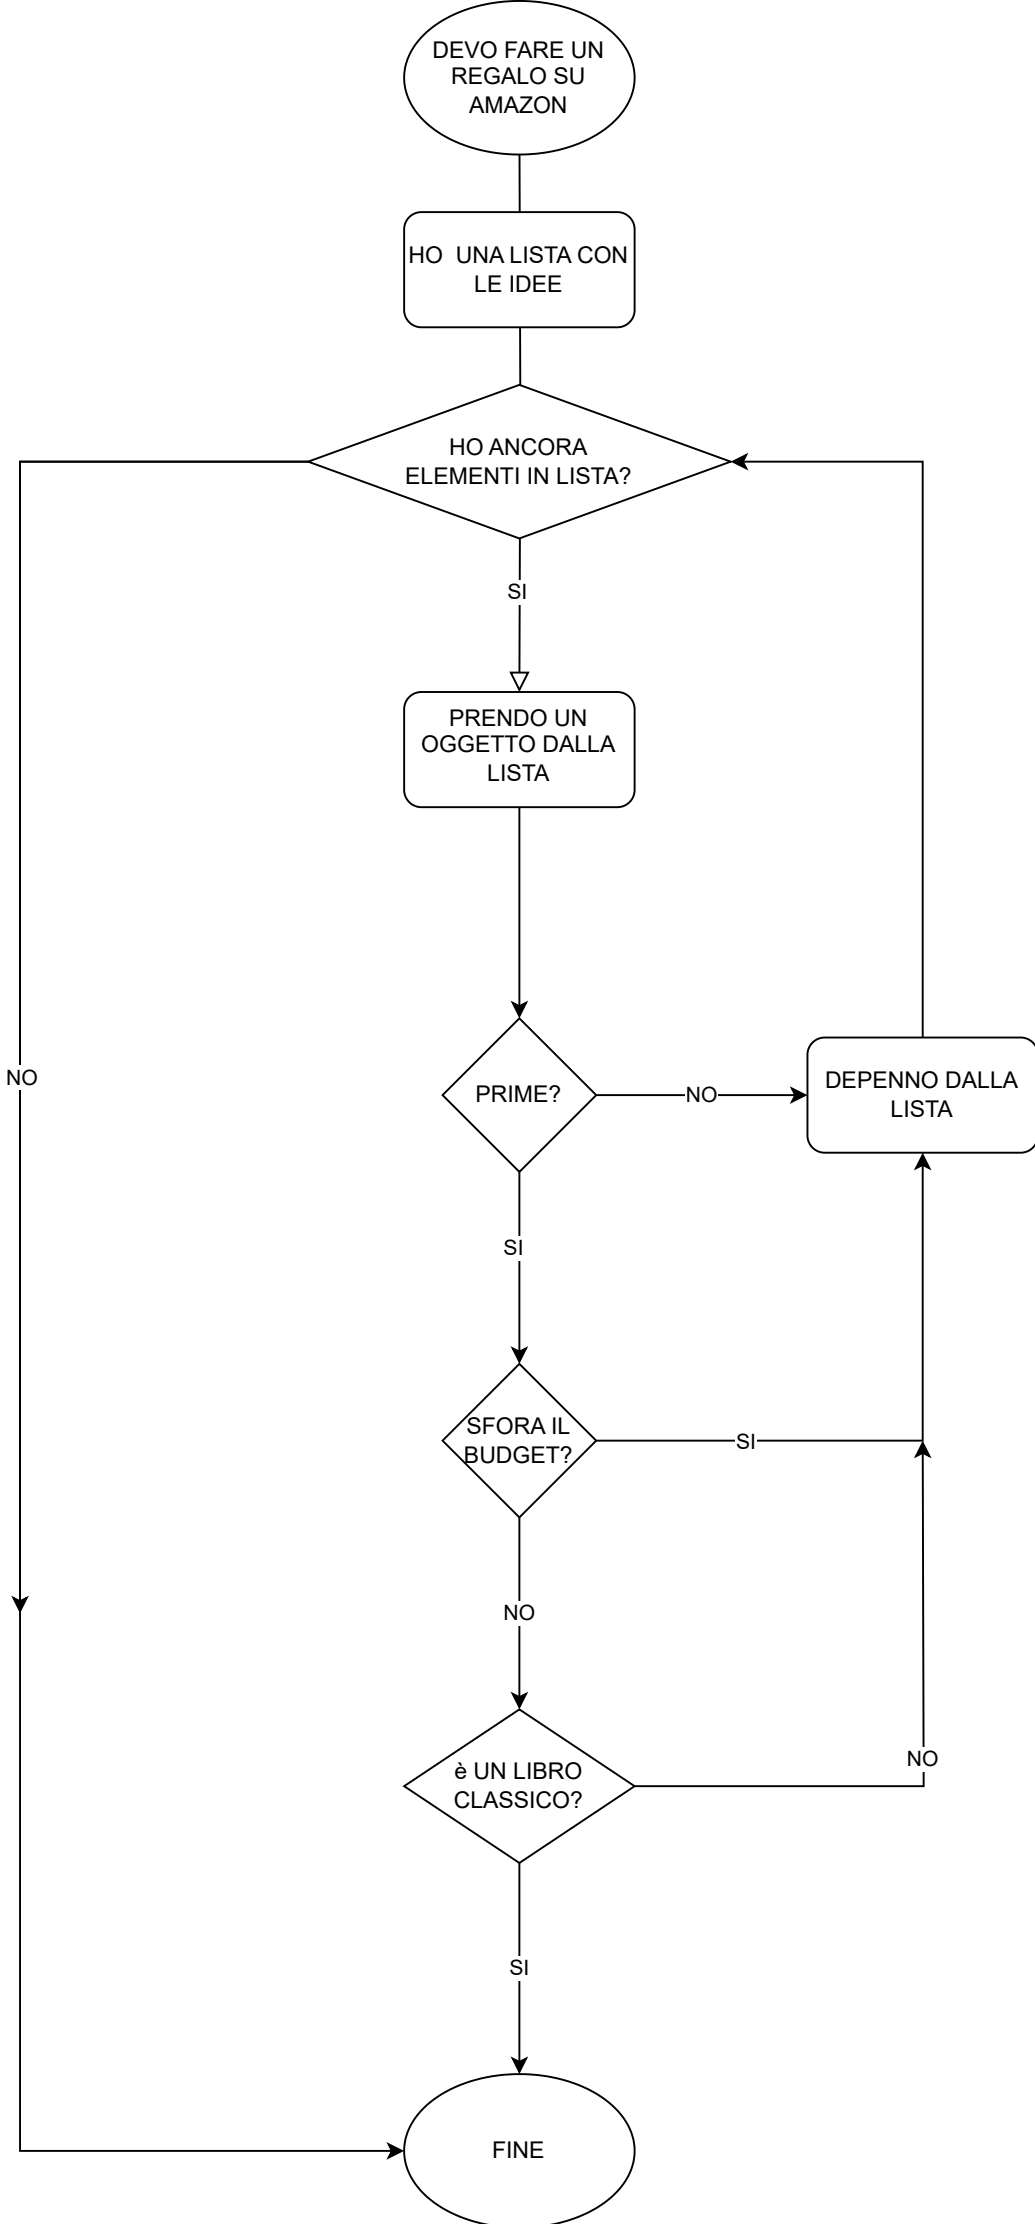 DEVO FARE UN
REGALO SU
AMAZON
HO  UNA LISTA CON
LE IDEE
HO ANCORA
ELEMENTI IN LISTA?
SI
PRENDO UN
OGGETTO DALLA
LISTA
NO
PRIME?
NO
DEPENNO DALLA
LISTA
SI
SFORA IL
BUDGET?
SI
NO
è UN LIBRO
CLASSICO?
NO
SI
FINE